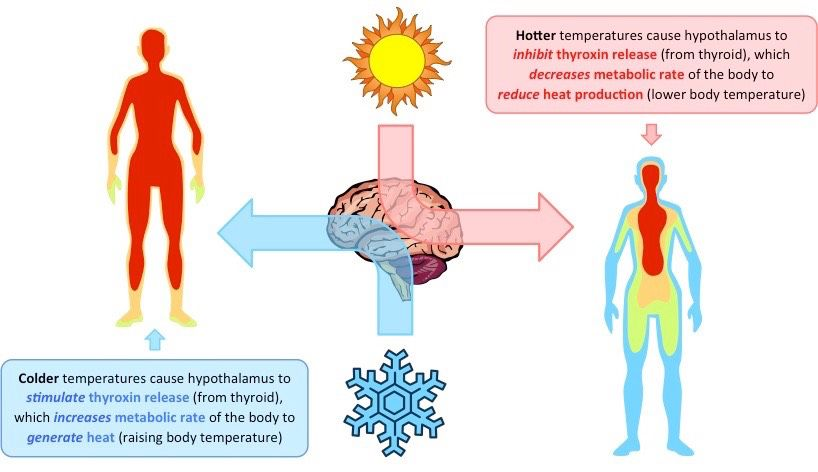 Hotter temperatures cause hypothalamus to
inhibit thyroxin release (from thyroid), which
decreases metabolic rate of the body to
reduce heat production (lower body temperature)
Colder temperatures cause hypothalamus to
stimulate thyroxin release (from thyroid),
which increases metabolic rate of the body to
generate heat (raising body temperature)